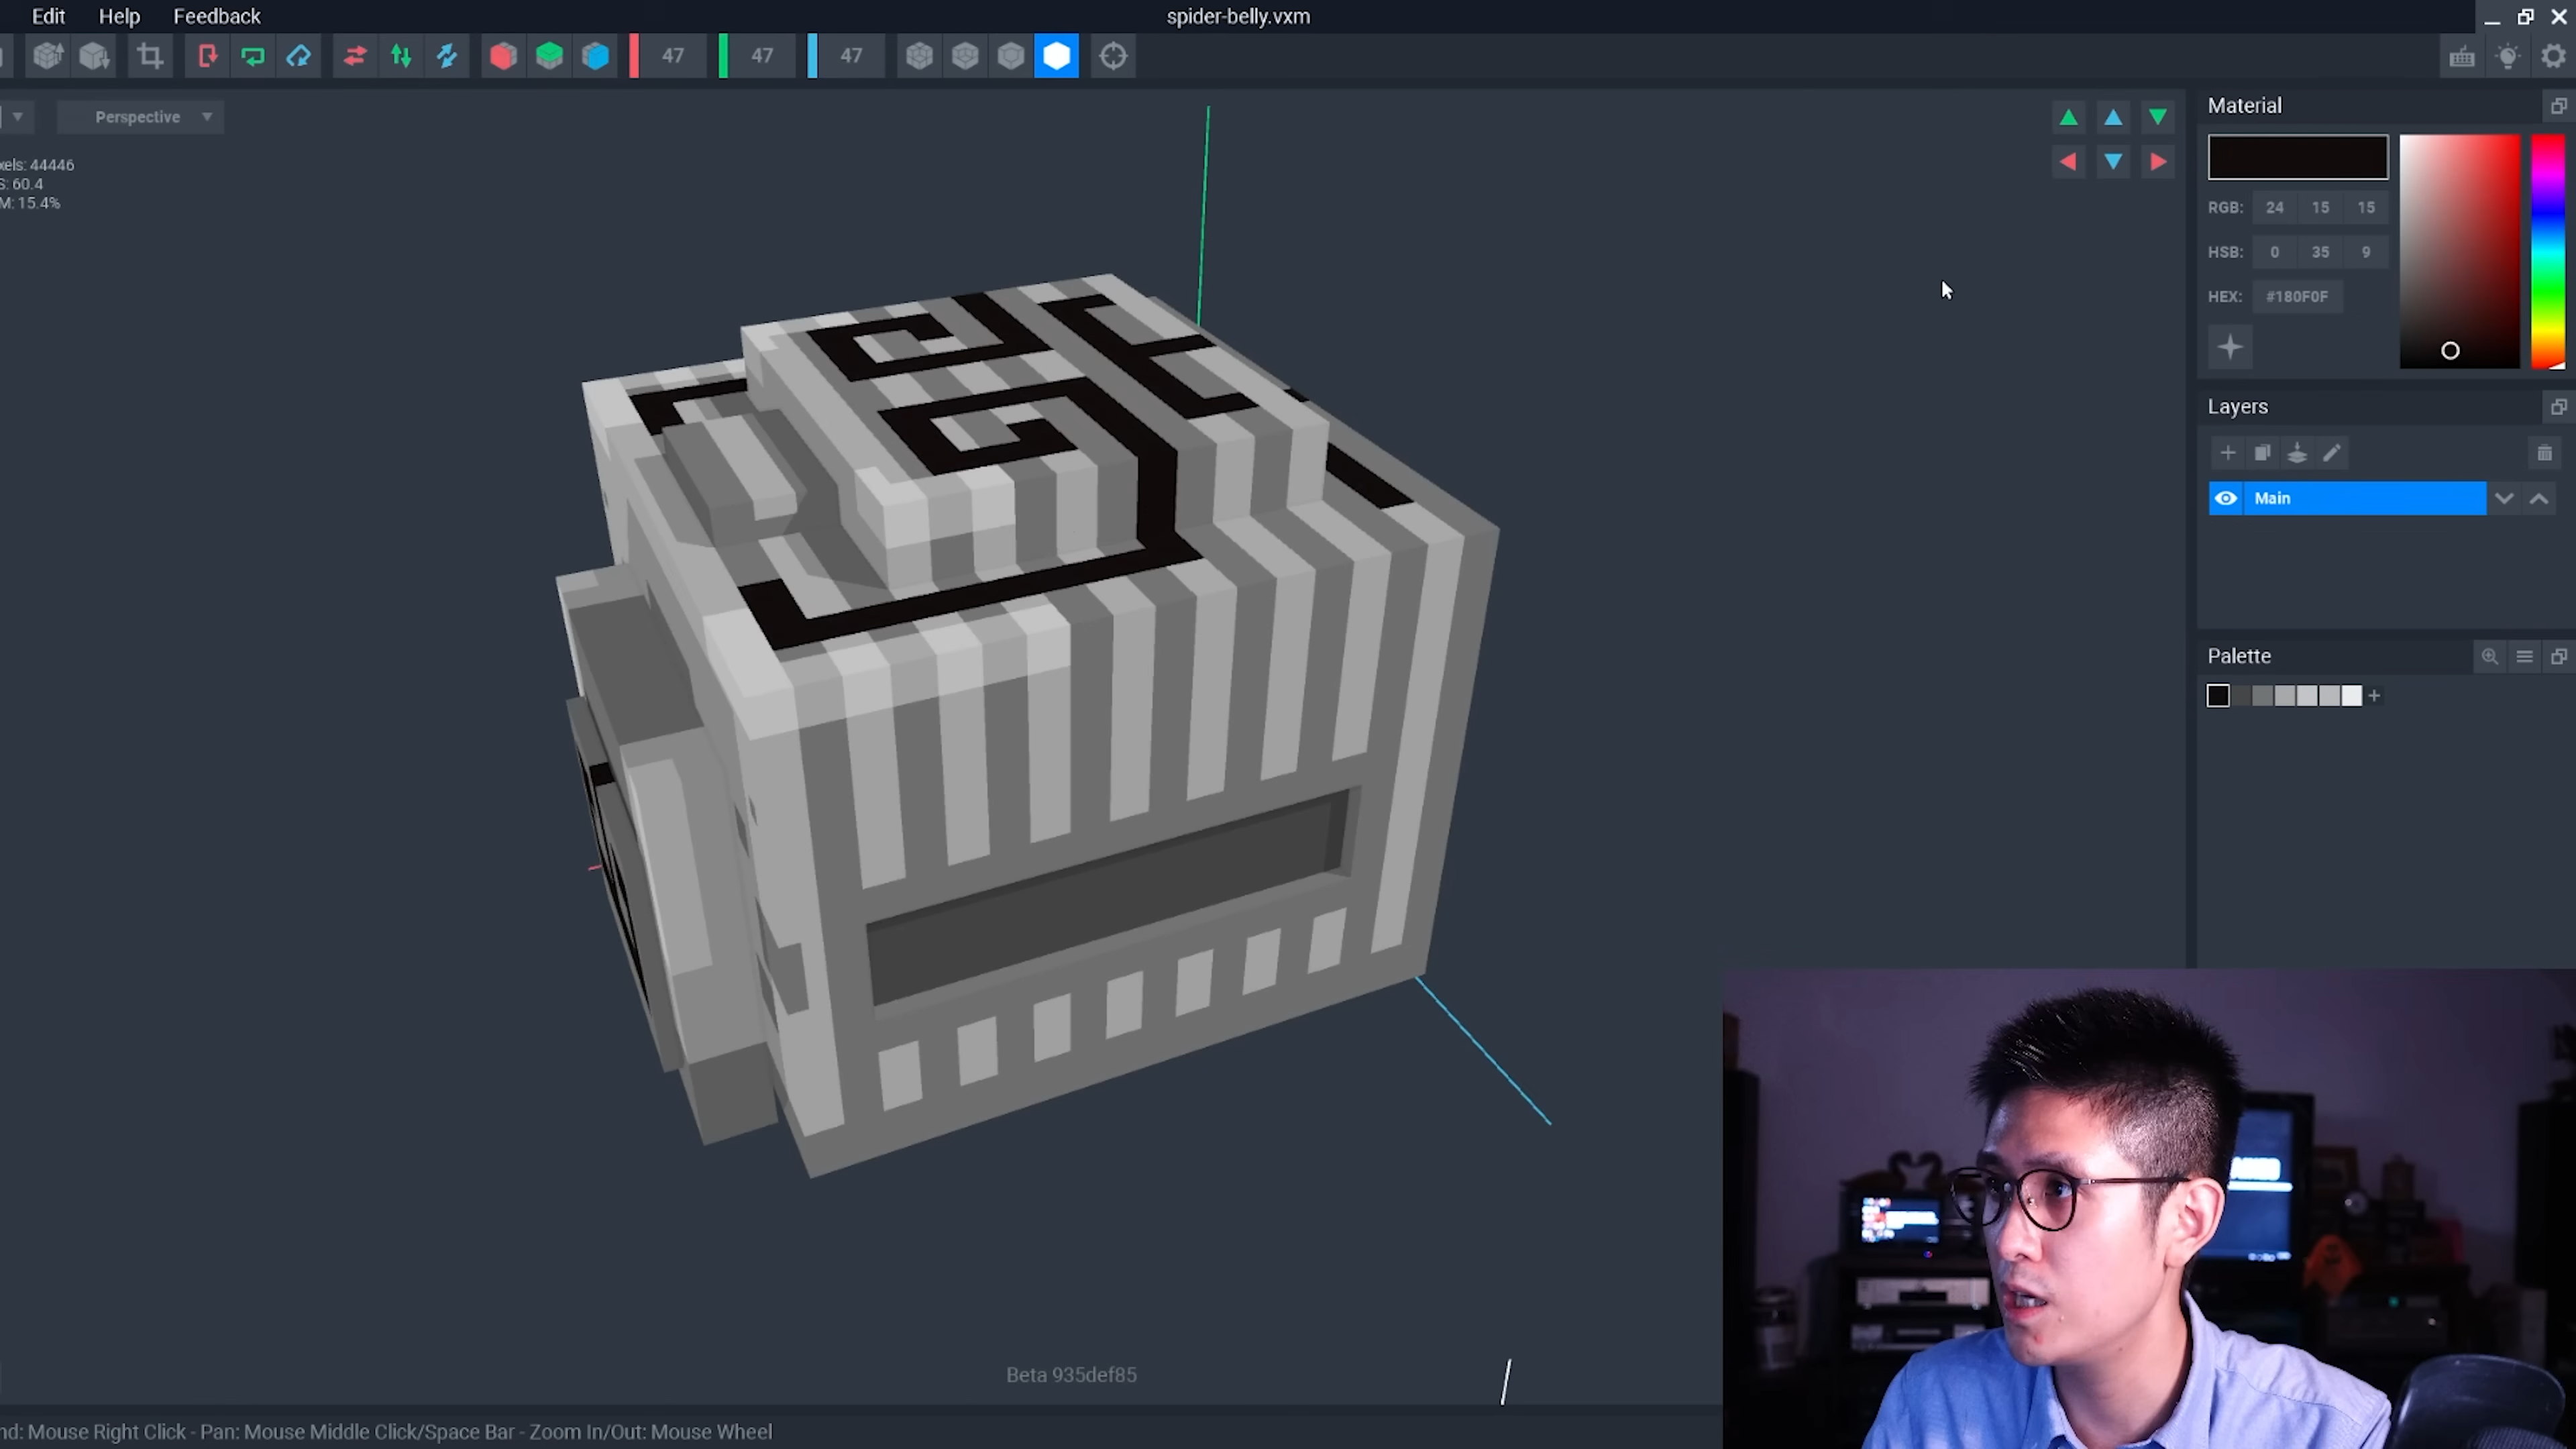 Edit Help Feedback
spider-belly.vxm
47 47 47
Perspective
xels: 44446
S: 60.4
M: 15.4%
Material
RGB: 24 15 15
HSB: 0 35 9
HEX: #180F0F
Layers
Main
Palette
Beta 935def85
nd: Mouse Right Click - Pan: Mouse Middle Click/Space Bar - Zoom In/Out: Mouse Wheel